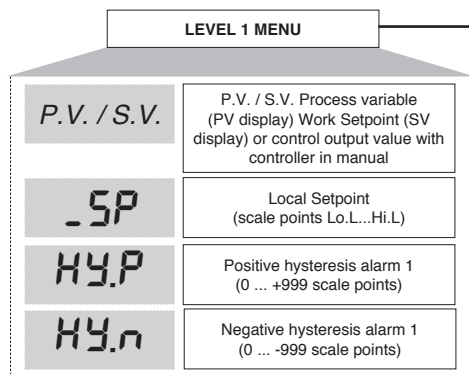 LEVEL 1 MENU
P.V. / S.V.
P.V. / S.V. Process variable
(PV display) Work Setpoint (SV
display) or control output value with
controller in manual
_SP
Local Setpoint
(scale points Lo.L...Hi.L)
HY.P
Positive hysteresis alarm 1
(0 ... +999 scale points)
HY.n
Negative hysteresis alarm 1
(0 ... -999 scale points)